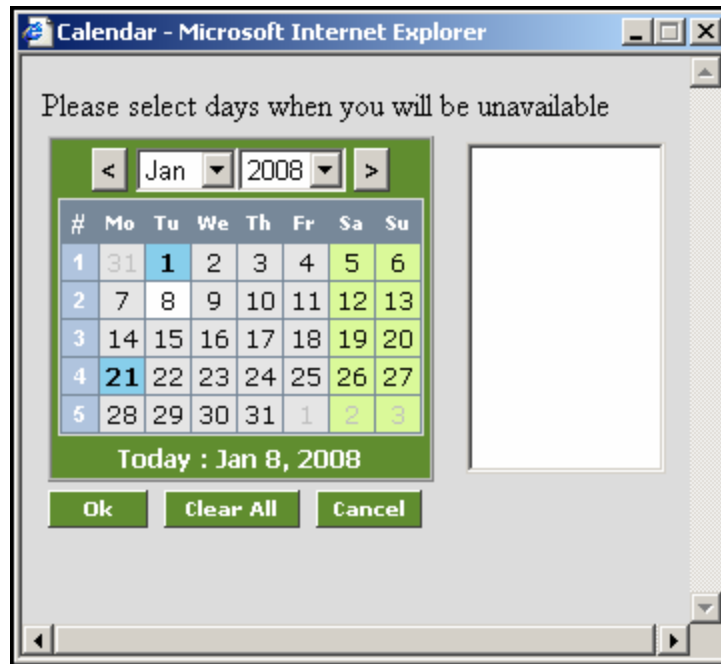 Calendar - Microsoft Internet Explorer
Please select days when you will be unavailable
< Jan 2008 >
# Mo Tu We Th Fr Sa Su
1 31 1 2 3 4 5 6
2 7 8 9 10 11 12 13
3 14 15 16 17 18 19 20
4 21 22 23 24 25 26 27
5 28 29 30 31 1 2 3
Today : Jan 8, 2008
Ok Clear All Cancel